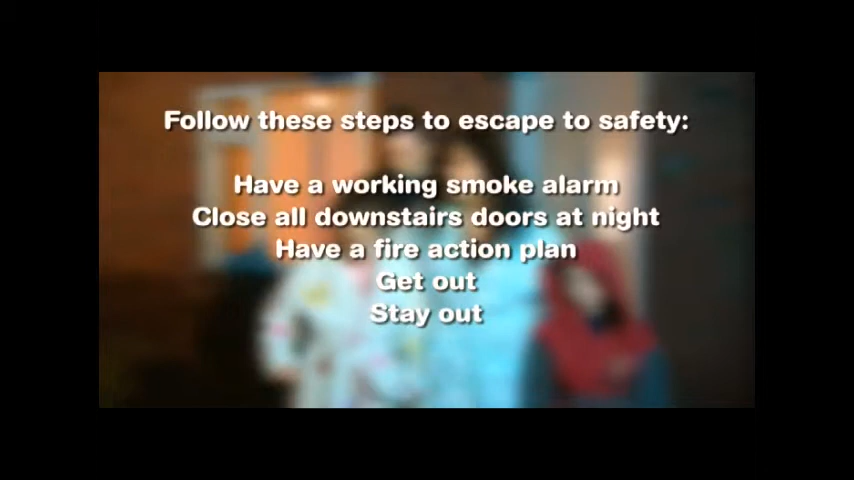 Follow these steps to escape to safety:
Have a working smoke alarm
Close all downstairs doors at night
Have a fire action plan
Get out
Stay out